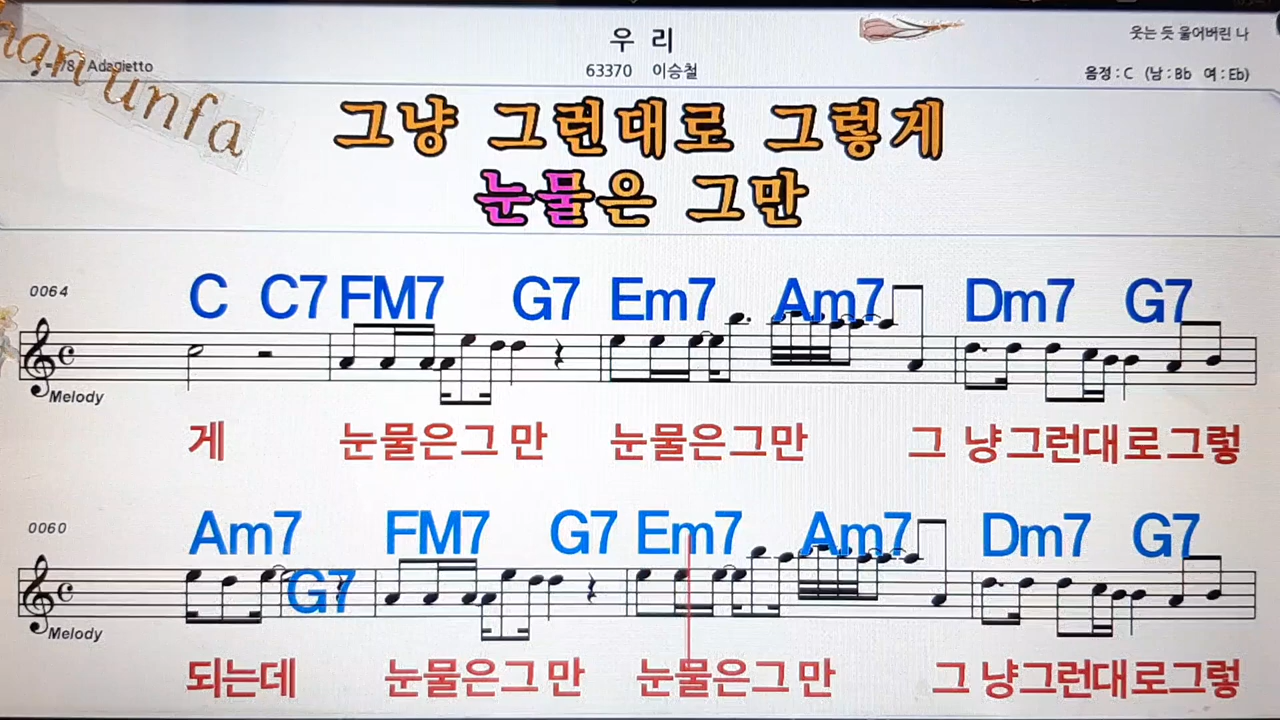 우 리
63370 이승철
웃는 듯 울어버린 나
han unfa
Adagietto
음정 : C (남 : Bb 여 : Eb)
그냥 그런대로 그렇게
눈물은 그만
0064
C C7 FM7 G7 Em7 Am7 Dm7 G7
Melody
게 눈물은그 만 눈물은그만 그 냥그런대로그렇
0060
Am7 G7 FM7 G7 Em7 Am7 Dm7 G7
Melody
되는데 눈물은그만 눈물은그 만 그 냥그런대로그렇